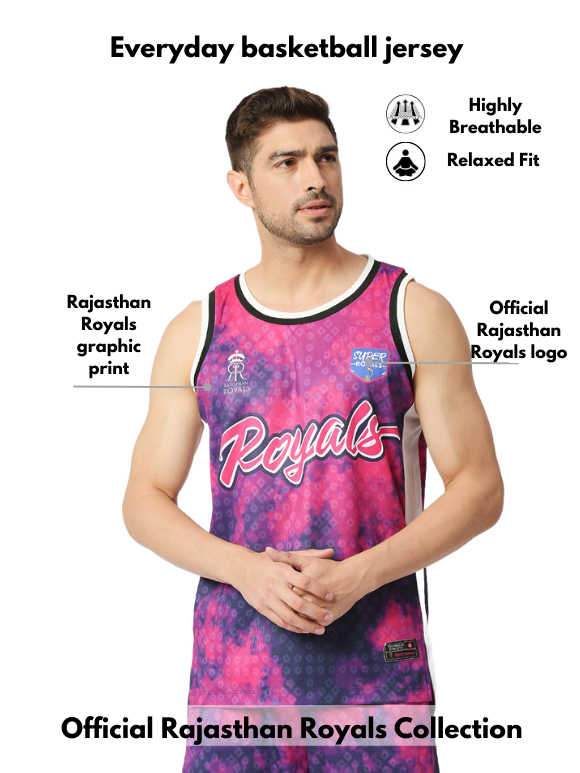 Everyday basketball jersey
Highly
Breathable
Relaxed Fit
Rajasthan
Royals
graphic
print
Official
Rajasthan
Royals logo
RAJASTHAN
ROYALS
SUPER
ROYALS
Royals
Official Rajasthan Royals Collection